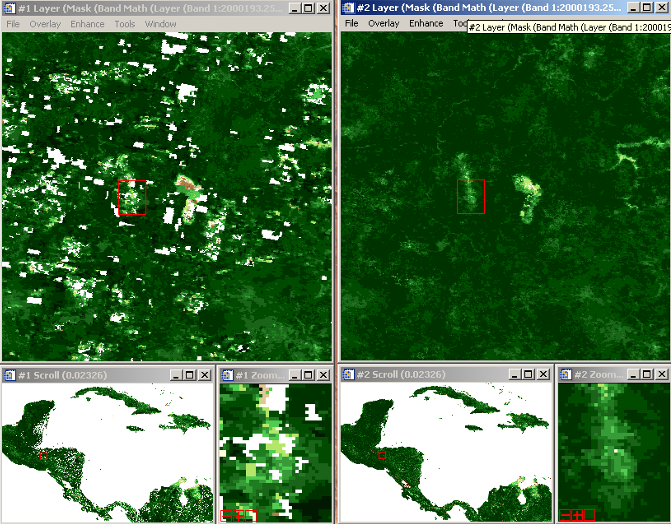 #1 Layer (Mask (Band Math (Layer (Band 1:2000193.25...
File Overlay Enhance Tools Window
#2 Layer (Mask (Band Math (Layer (Band 1:2000193.25...
File Overlay Enhance
#2 Layer (Mask (Band Math (Layer (Band 1:200019
#1 Scroll (0.02326)
#1 Zoom...
#2 Scroll (0.02326)
#2 Zoom...